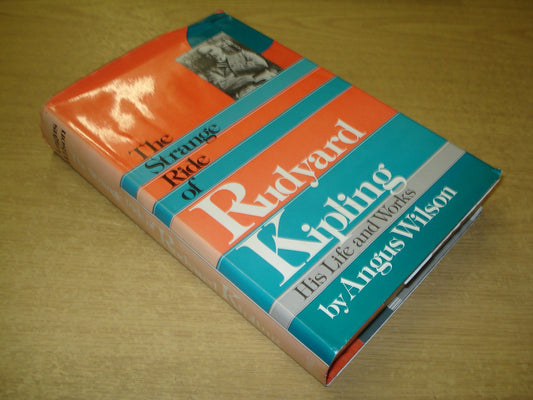 The
Strange
Ride
of
Rudyard
Kipling
His Life and Works
by Angus Wilson